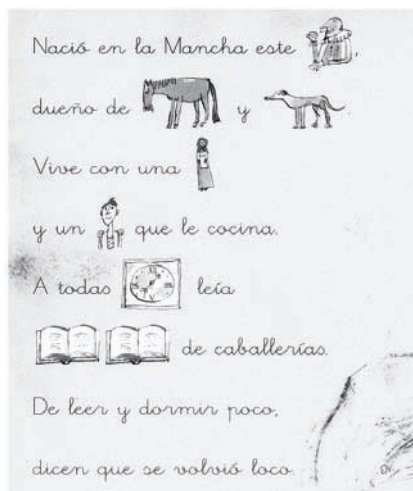 Nació en la Mancha este ,
dueño de y .
Vive con una
y un que le cocina.
A todas leía
de caballerías.
De leer y dormir poco,
dicen que se volvió loco